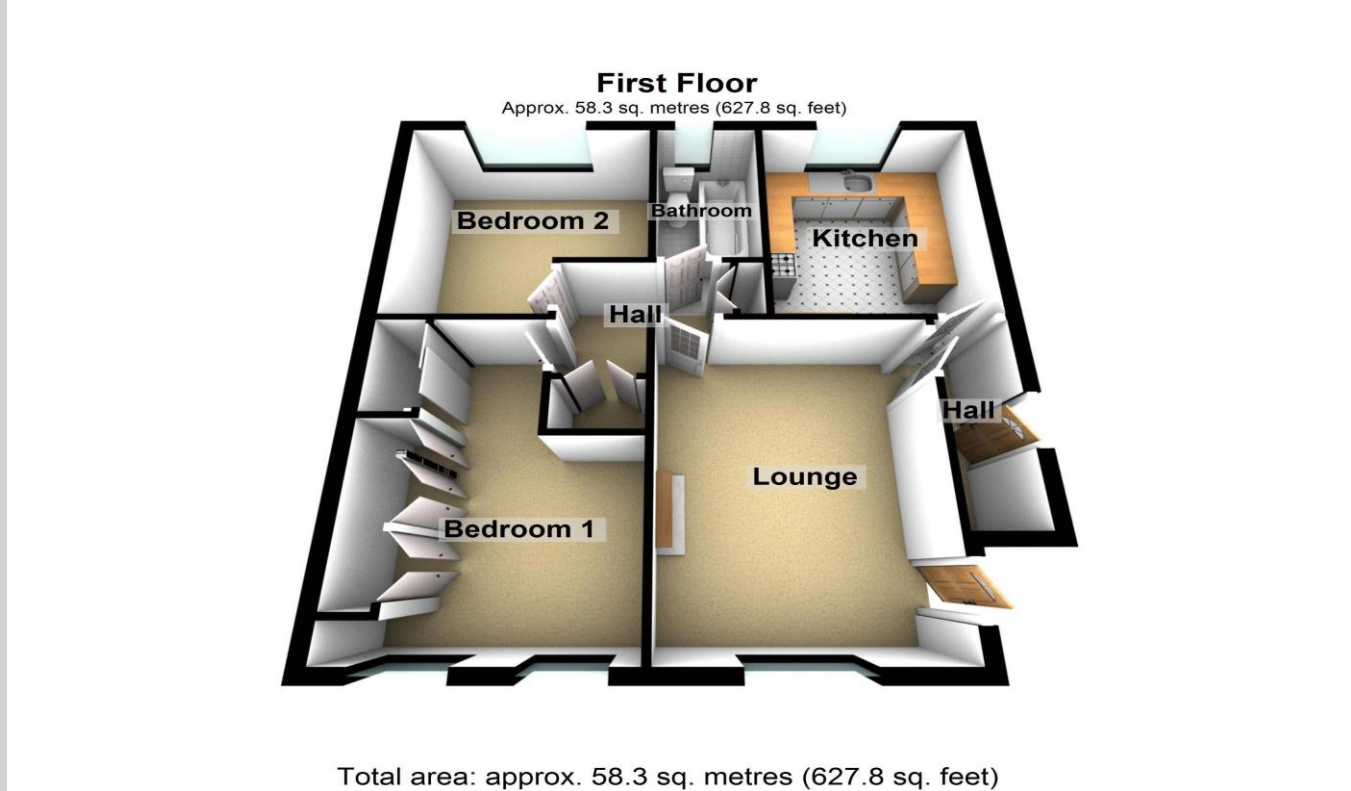 First Floor
Approx. 58.3 sq. metres (627.8 sq. feet)
Bedroom 2
Bathroom
Kitchen
Hall
Hall
Lounge
Bedroom 1
Total area: approx. 58.3 sq. metres (627.8 sq. feet)